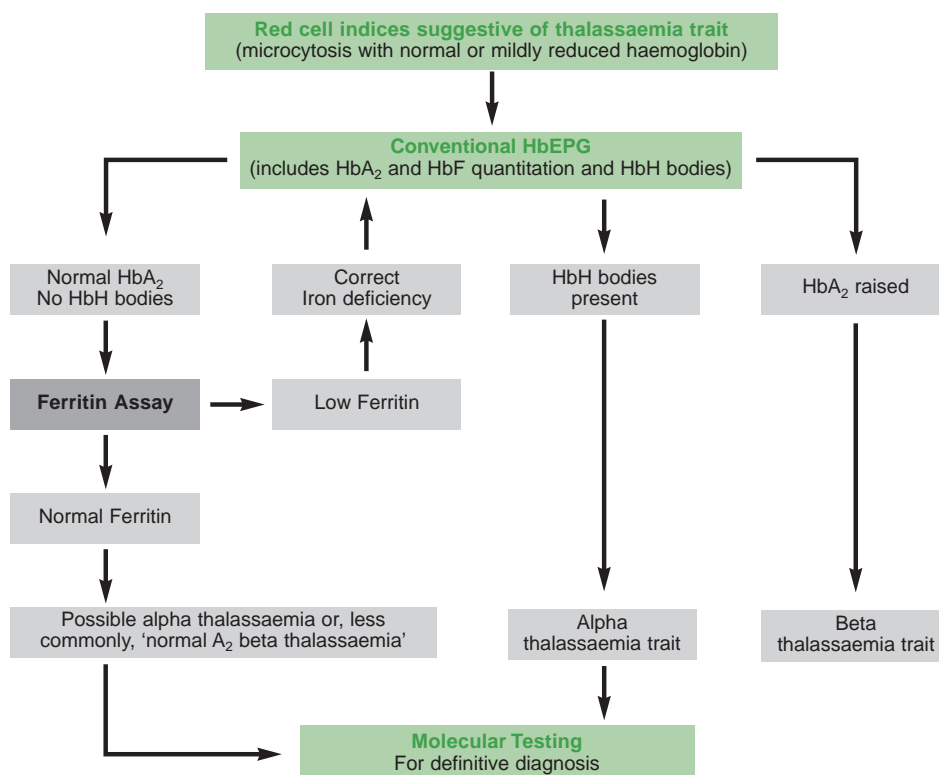 Red cell indices suggestive of thalassaemia trait
(microcytosis with normal or mildly reduced haemoglobin)
Conventional HbEPG
(includes HbA₂ and HbF quantitation and HbH bodies)
Normal HbA₂
No HbH bodies
Correct
Iron deficiency
HbH bodies
present
HbA₂ raised
Ferritin Assay
Low Ferritin
Normal Ferritin
Possible alpha thalassaemia or, less
commonly, ‘normal A₂ beta thalassaemia’
Alpha
thalassaemia trait
Beta
thalassaemia trait
Molecular Testing
For definitive diagnosis